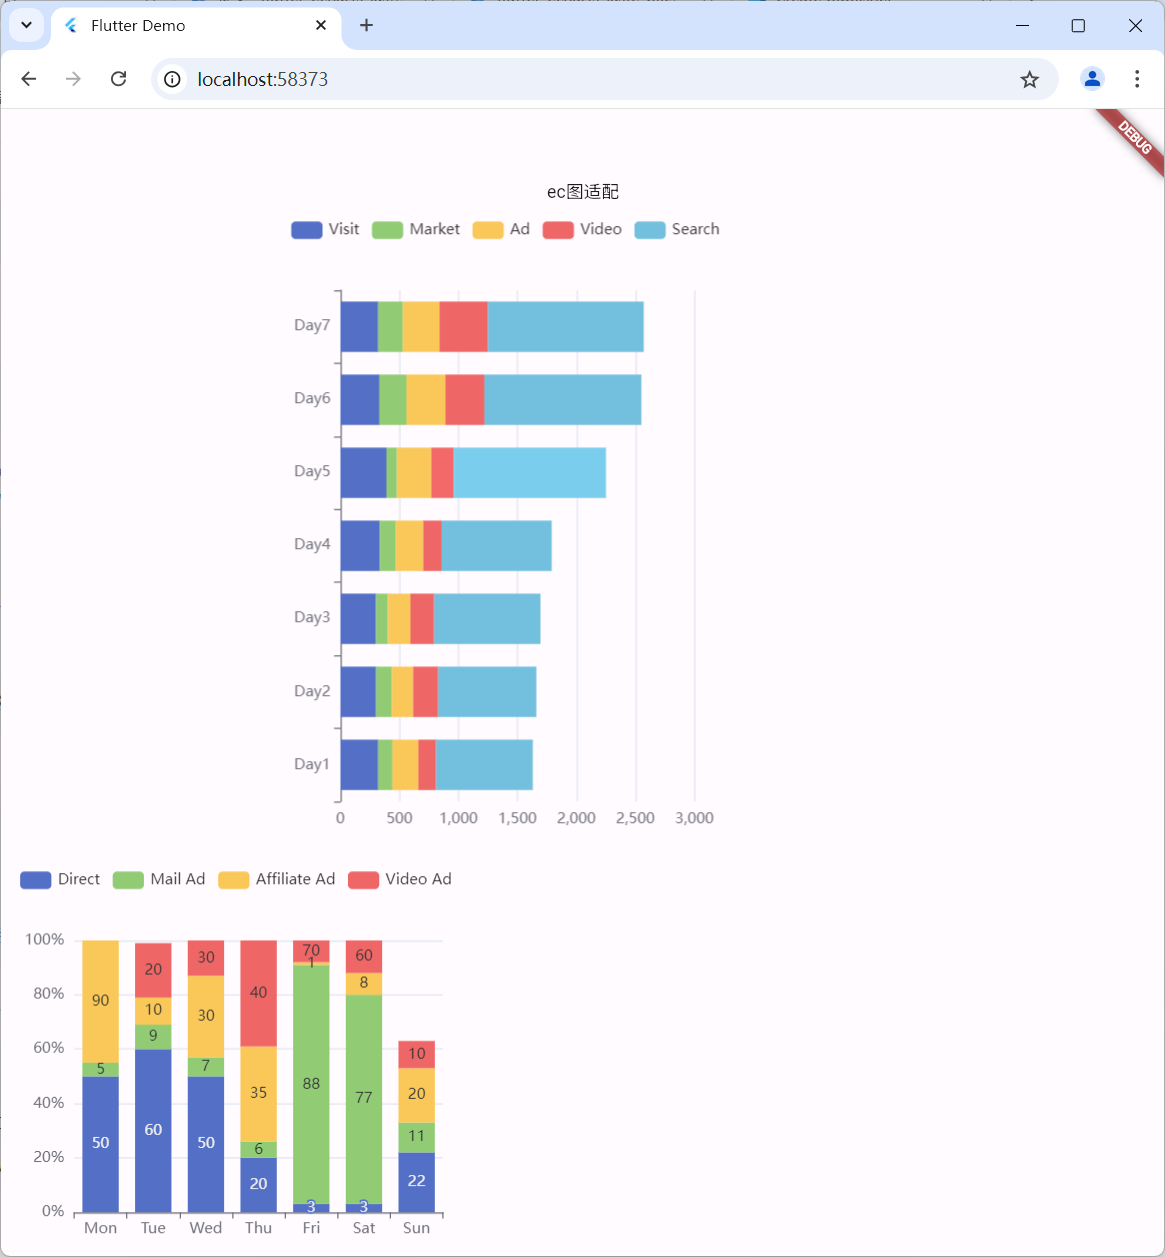 Flutter Demo
localhost:58373
DEBUG
ec图适配
Visit Market Ad Video Search
Day7
Day6
Day5
Day4
Day3
Day2
Day1
0 500 1,000 1,500 2,000 2,500 3,000
Direct Mail Ad Affiliate Ad Video Ad
100%
80%
60%
40%
20%
0%
90
5
50
20
10
9
60
30
30
7
50
40
35
6
20
70
1
88
3
60
8
77
3
10
20
11
22
Mon Tue Wed Thu Fri Sat Sun